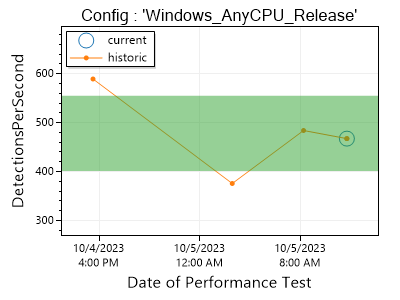 Config : 'Windows_AnyCPU_Release'
current
historic
DetectionsPerSecond
600
500
400
300
10/4/2023 10/5/2023 10/5/2023
4:00 PM 12:00 AM 8:00 AM
Date of Performance Test